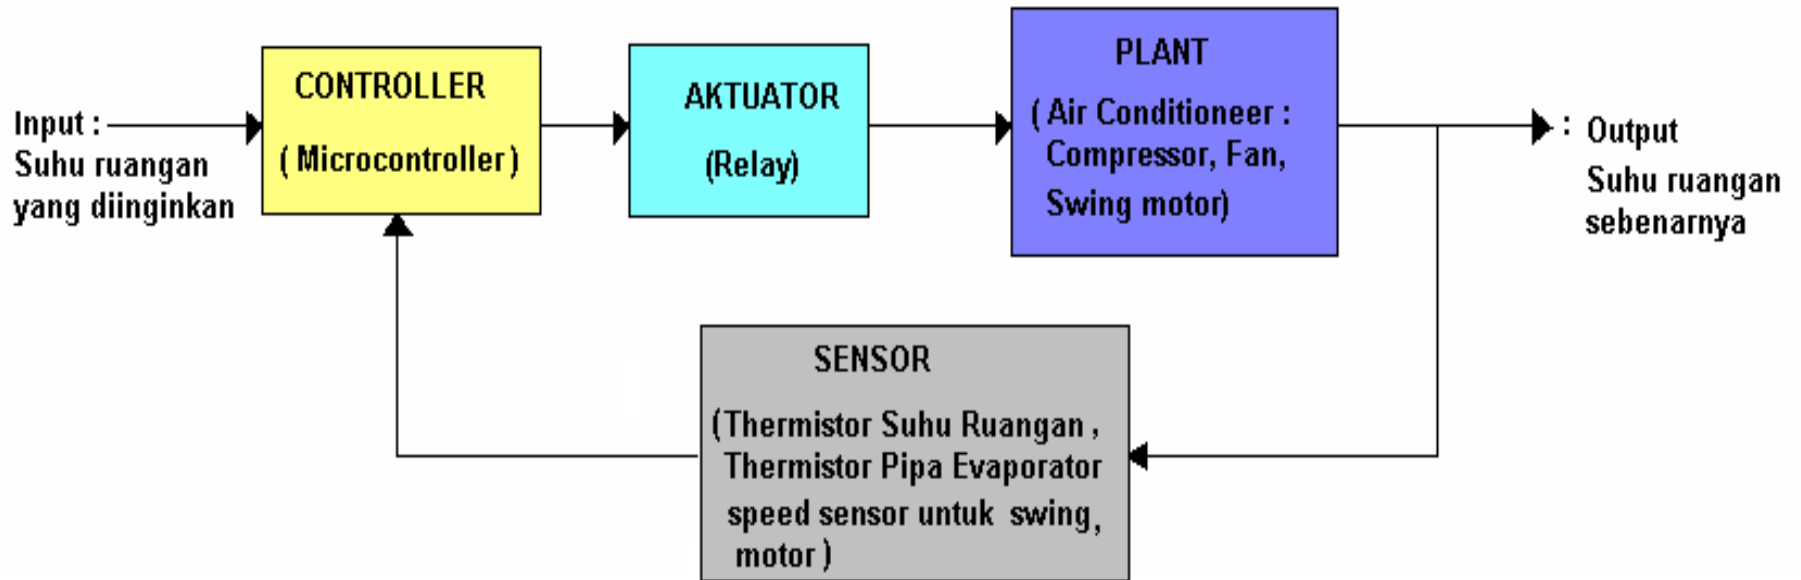 Input :
Suhu ruangan
yang diinginkan
CONTROLLER
( Microcontroller )
AKTUATOR
(Relay)
PLANT
( Air Conditioneer :
Compressor, Fan,
Swing motor)
: Output
Suhu ruangan
sebenarnya
SENSOR
(Thermistor Suhu Ruangan ,
Thermistor Pipa Evaporator
speed sensor untuk swing,
motor )